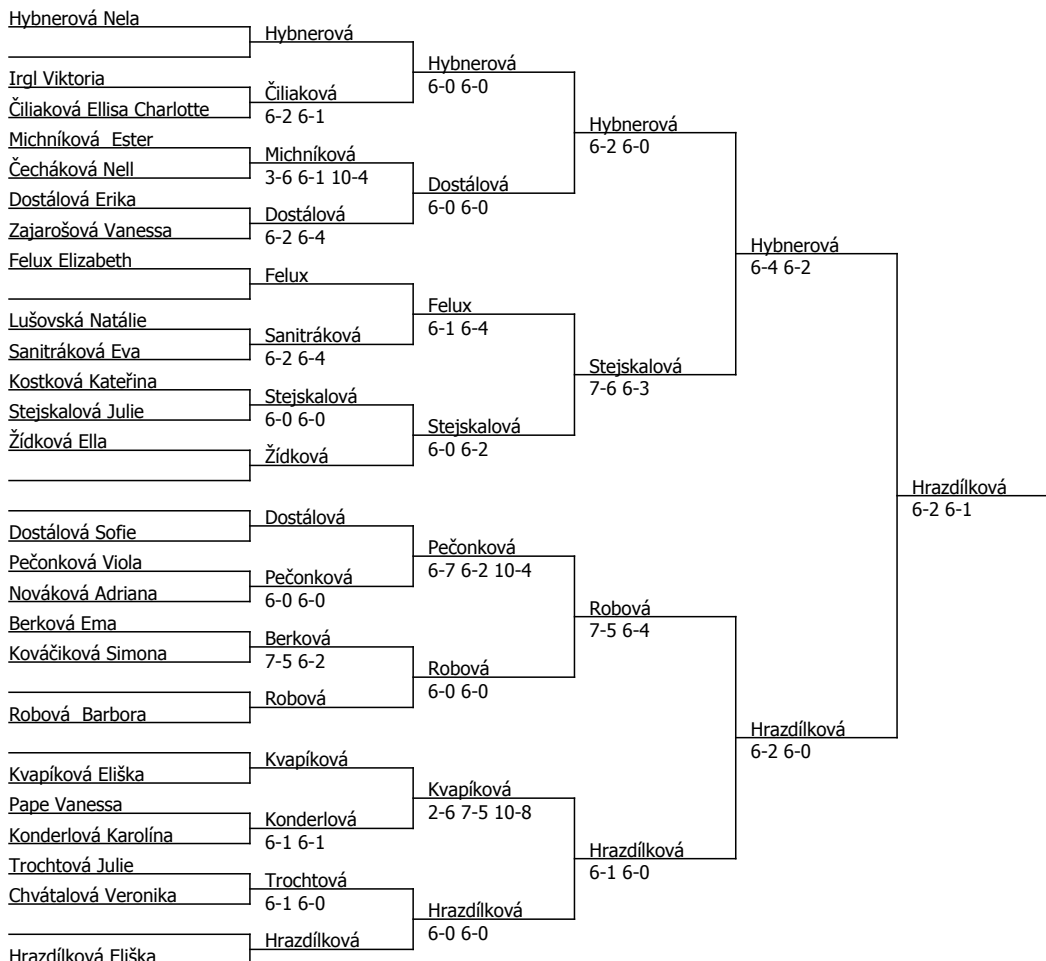 Hybnerová Nela
Hybnerová
Hybnerová
6-0 6-0
Irgl Viktoria
Čiliaková
6-2 6-1
Čiliaková Ellisa Charlotte
Hybnerová
6-2 6-0
Michníková  Ester
Michníková
3-6 6-1 10-4
Čecháková Nell
Dostálová
6-0 6-0
Dostálová Erika
Dostálová
6-2 6-4
Zajarošová Vanessa
Hybnerová
6-4 6-2
Felux Elizabeth
Felux
Felux
6-1 6-4
Lušovská Natálie
Sanitráková
6-2 6-4
Sanitráková Eva
Stejskalová
7-6 6-3
Kostková Kateřina
Stejskalová
6-0 6-0
Stejskalová Julie
Stejskalová
6-0 6-2
Žídková Ella
Žídková
Hrazdílková
6-2 6-1
Dostálová
Dostálová Sofie
Pečonková
6-7 6-2 10-4
Pečonková Viola
Pečonková
6-0 6-0
Nováková Adriana
Robová
7-5 6-4
Berková Ema
Berková
7-5 6-2
Kováčiková Simona
Robová
6-0 6-0
Robová
Robová  Barbora
Hrazdílková
6-2 6-0
Kvapíková
Kvapíková Eliška
Kvapíková
2-6 7-5 10-8
Pape Vanessa
Konderlová
6-1 6-1
Konderlová Karolína
Hrazdílková
6-1 6-0
Trochtová Julie
Trochtová
6-1 6-0
Chvátalová Veronika
Hrazdílková
6-0 6-0
Hrazdílková
Hrazdílková Eliška